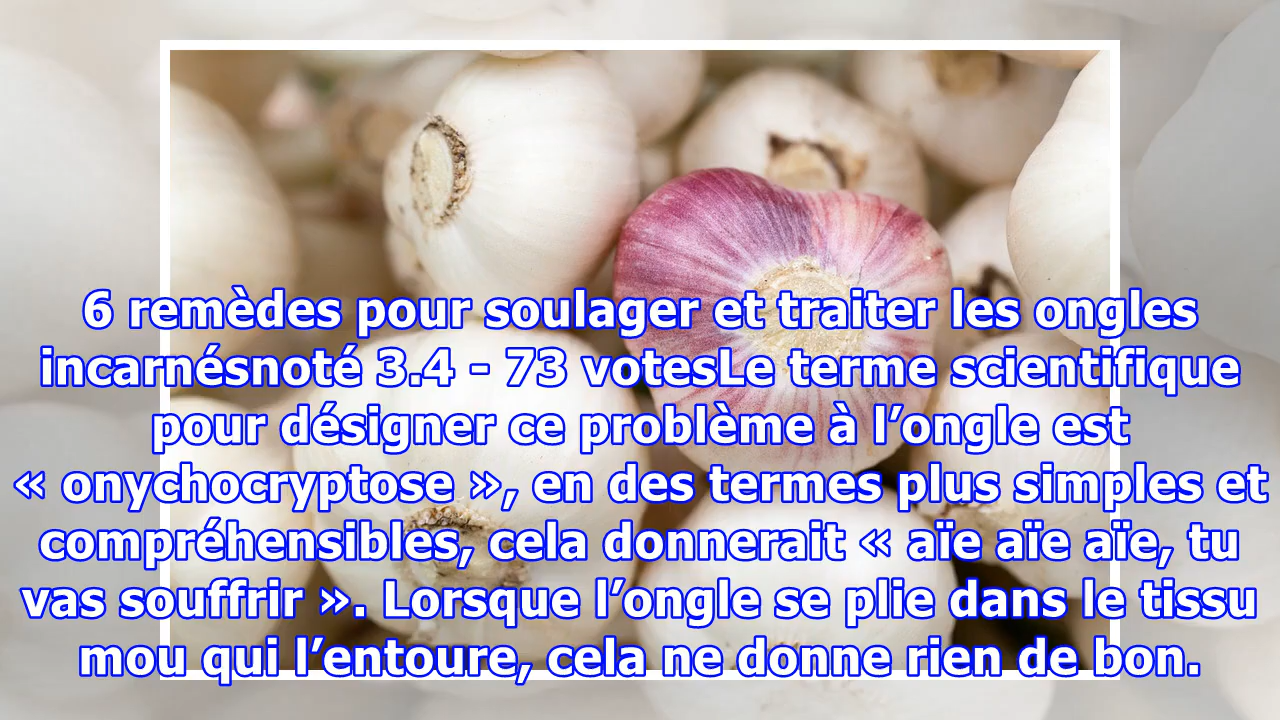 6 remèdes pour soulager et traiter les ongles
incarnésnoté 3.4 - 73 votesLe terme scientifique
pour désigner ce problème à l’ongle est
« onychocryptose », en des termes plus simples et
compréhensibles, cela donnerait « aïe aïe aïe, tu
vas souffrir ». Lorsque l’ongle se plie dans le tissu
mou qui l’entoure, cela ne donne rien de bon.